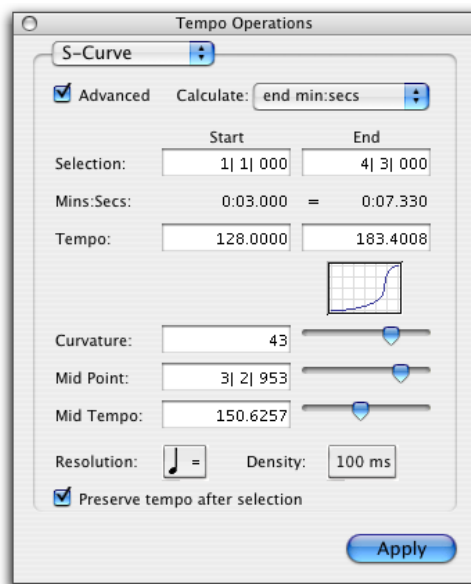 Tempo Operations
S-Curve
Advanced Calculate: end min:secs
Start End
Selection: 1| 1| 000 4| 3| 000
Mins:Secs: 0:03.000 = 0:07.330
Tempo: 128.0000 183.4008
Curvature: 43
Mid Point: 3| 2| 953
Mid Tempo: 150.6257
Resolution: = Density: 100 ms
Preserve tempo after selection
Apply